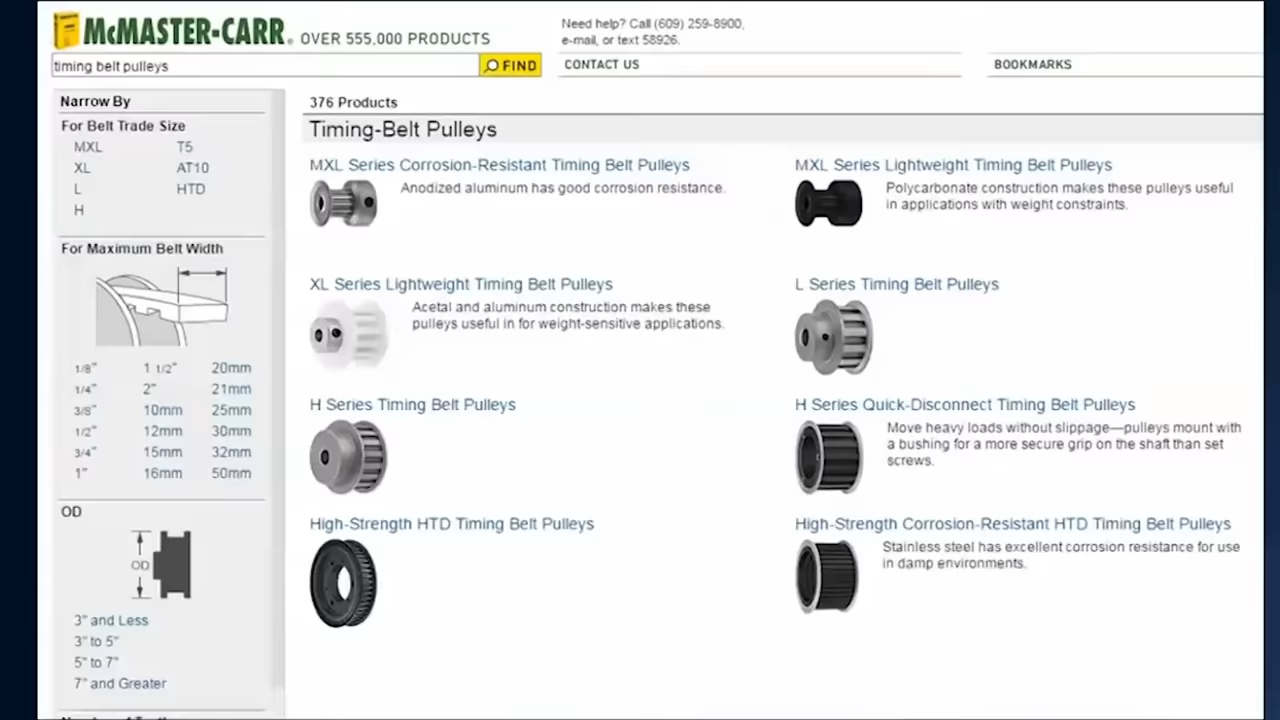 McMASTER-CARR. OVER 555,000 PRODUCTS
Need help? Call (609) 259-8900,
e-mail, or text 58926.
timing belt pulleys
FIND
CONTACT US
BOOKMARKS
Narrow By
For Belt Trade Size
MXL T5
XL AT10
L HTD
H
For Maximum Belt Width
1/8" 1 1/2" 20mm
1/4" 2" 21mm
3/8" 10mm 25mm
1/2" 12mm 30mm
3/4" 15mm 32mm
1" 16mm 50mm
OD
OD
3" and Less
3" to 5"
5" to 7"
7" and Greater
376 Products
Timing-Belt Pulleys
MXL Series Corrosion-Resistant Timing Belt Pulleys
Anodized aluminum has good corrosion resistance.
MXL Series Lightweight Timing Belt Pulleys
Polycarbonate construction makes these pulleys useful
in applications with weight constraints.
XL Series Lightweight Timing Belt Pulleys
Acetal and aluminum construction makes these
pulleys useful in for weight-sensitive applications.
L Series Timing Belt Pulleys
H Series Timing Belt Pulleys
H Series Quick-Disconnect Timing Belt Pulleys
Move heavy loads without slippage—pulleys mount with
a bushing for a more secure grip on the shaft than set
screws.
High-Strength HTD Timing Belt Pulleys
High-Strength Corrosion-Resistant HTD Timing Belt Pulleys
Stainless steel has excellent corrosion resistance for use
in damp environments.